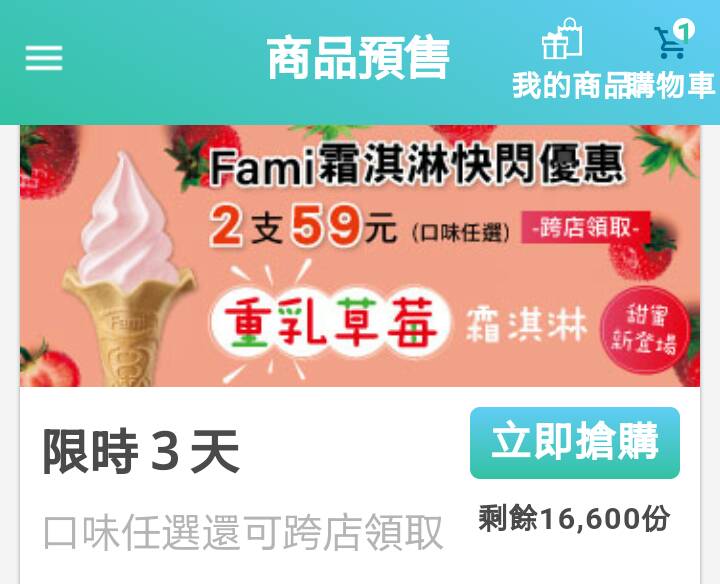 商品預售
1
我的商品
購物車
Fami霜淇淋快閃優惠
2支59元(口味任選) -跨店領取-
Fami
重乳草莓 霜淇淋
甜蜜
新登場
限時3天
立即搶購
口味任選還可跨店領取
剩餘16,600份